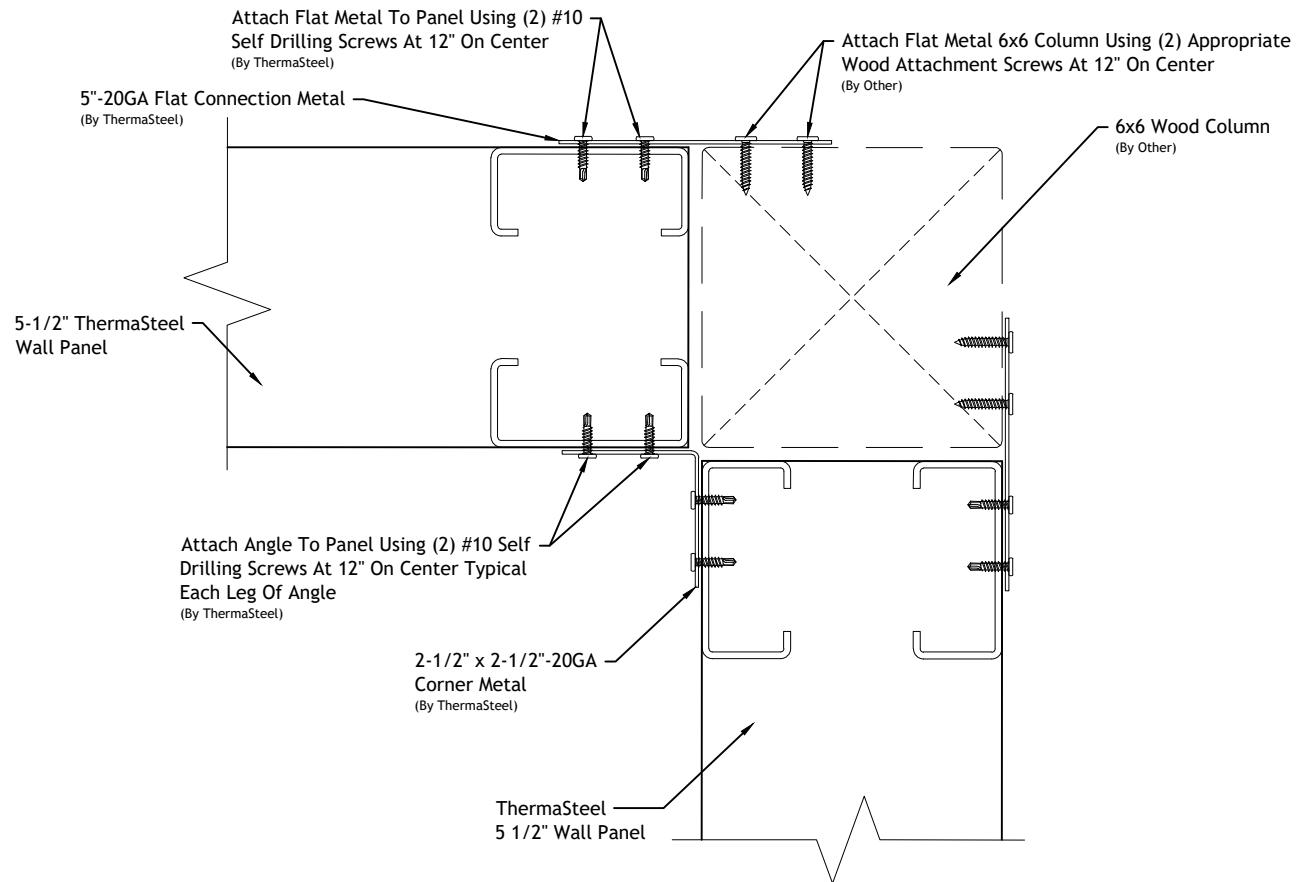 Attach Flat Metal To Panel Using (2) #10
Self Drilling Screws At 12" On Center
(By ThermaSteel)
Attach Flat Metal 6x6 Column Using (2) Appropriate
Wood Attachment Screws At 12" On Center
(By Other)
5"-20GA Flat Connection Metal
(By ThermaSteel)
6x6 Wood Column
(By Other)
5-1/2" ThermaSteel
Wall Panel
Attach Angle To Panel Using (2) #10 Self
Drilling Screws At 12" On Center Typical
Each Leg Of Angle
(By ThermaSteel)
2-1/2" x 2-1/2"-20GA
Corner Metal
(By ThermaSteel)
ThermaSteel
5 1/2" Wall Panel